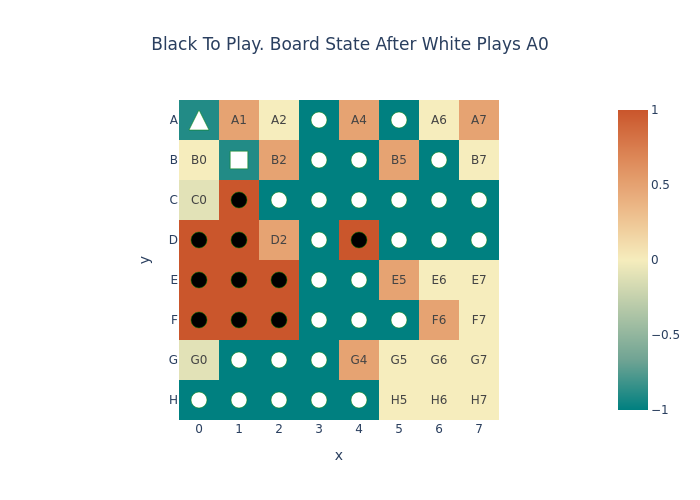 Black To Play. Board State After White Plays A0
A A1 A2 A4 A6 A7
B B0 B2 B5 B7
C C0
D D2
E E5 E6 E7
F F6 F7
G G0 G4 G5 G6 G7
H H5 H6 H7
0 1 2 3 4 5 6 7
x
y
1
0.5
0
−0.5
−1